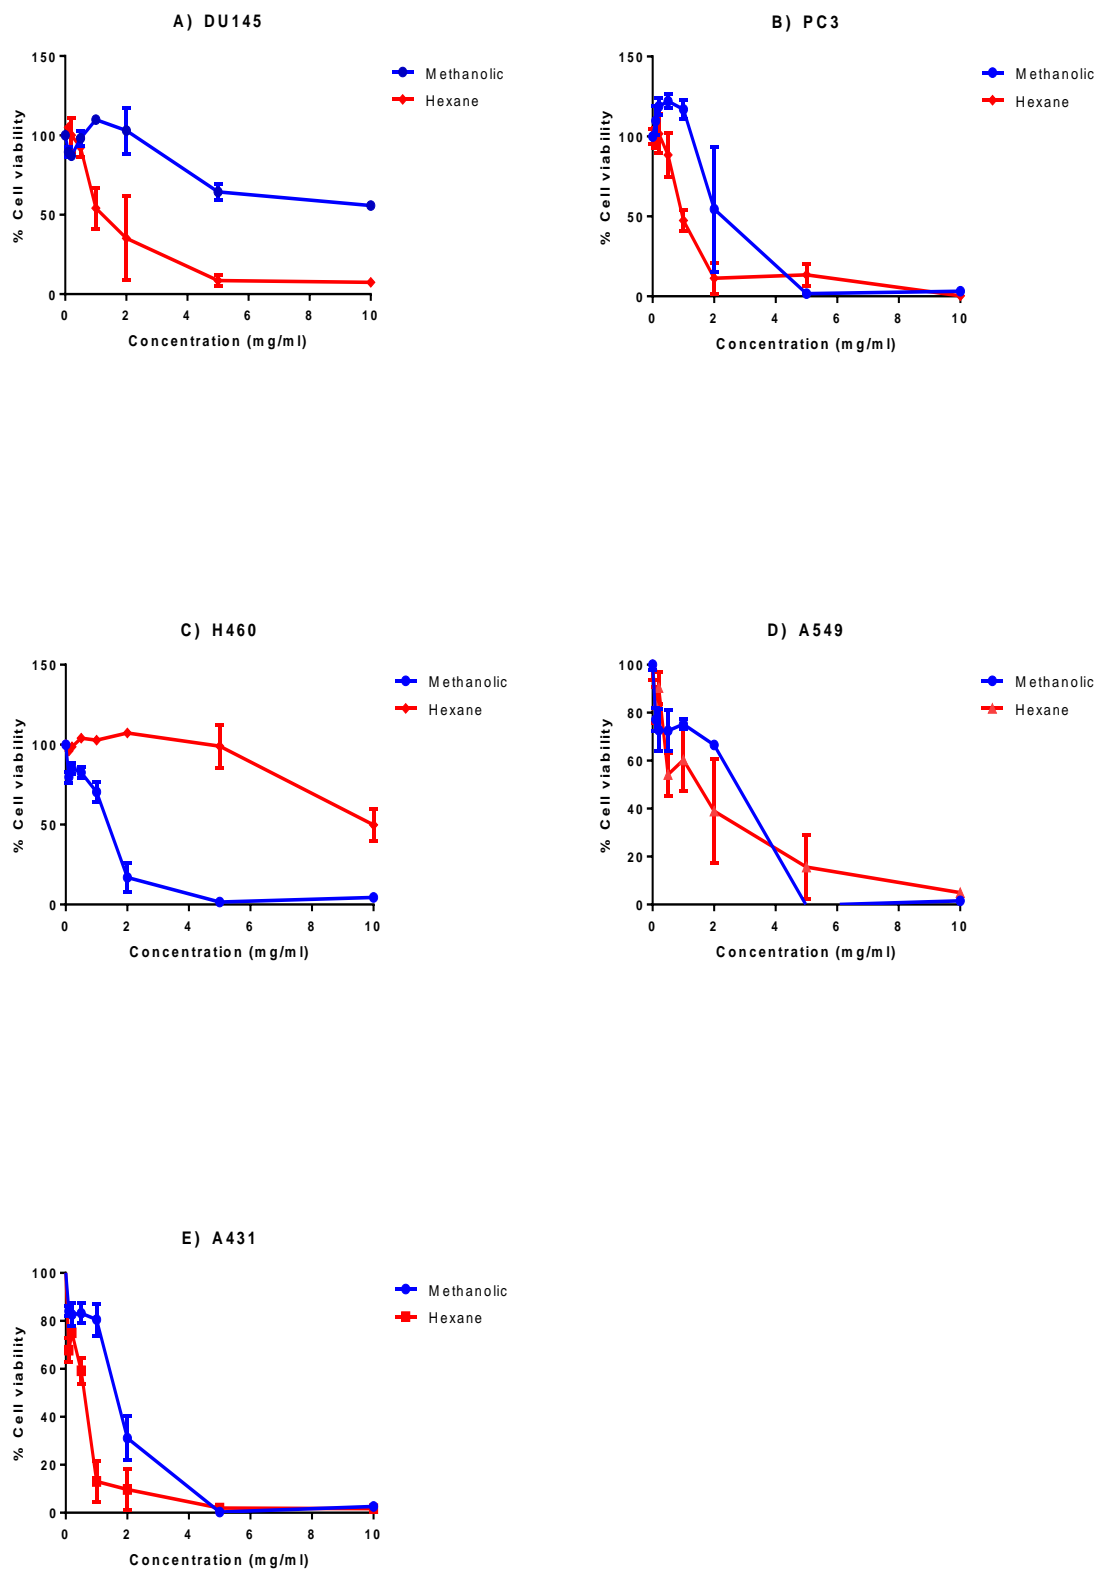 A) DU145
150
100
50
0
% Cell viability
0 2 4 6 8 10
Concentration (mg/ml)
Methanolic
Hexane
B) PC3
150
100
50
0
% Cell viability
0 2 4 6 8 10
Concentration (mg/ml)
Methanolic
Hexane
C) H460
150
100
50
0
% Cell viability
0 2 4 6 8 10
Concentration (mg/ml)
Methanolic
Hexane
D) A549
100
80
60
40
20
0
% Cell viability
0 2 4 6 8 10
Concentration (mg/ml)
Methanolic
Hexane
E) A431
100
80
60
40
20
0
% Cell viability
0 2 4 6 8 10
Concentration (mg/ml)
Methanolic
Hexane